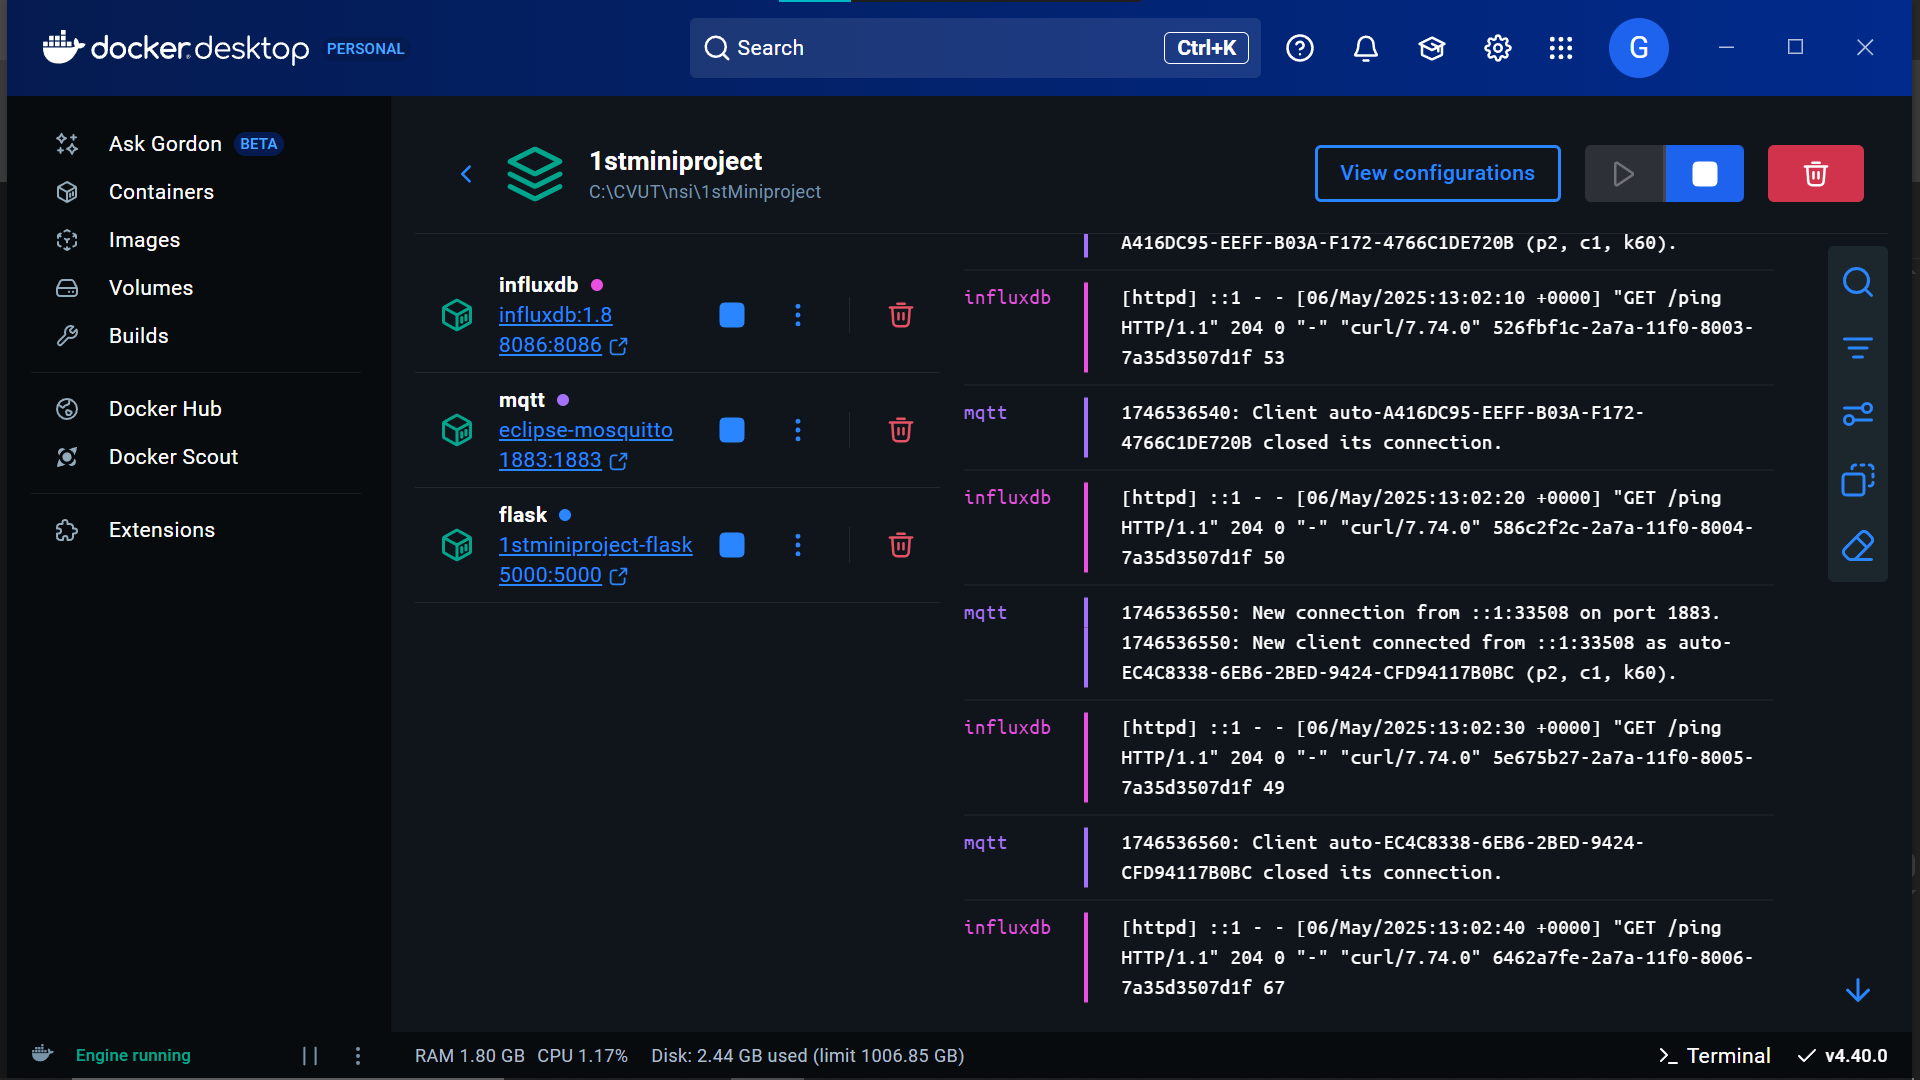 docker desktop PERSONAL
Search
Ctrl+K
G
Ask Gordon BETA
Containers
Images
Volumes
Builds
Docker Hub
Docker Scout
Extensions
1stminiproject
C:\CVUT\nsi\1stMiniproject
View configurations
influxdb
influxdb:1.8
8086:8086
mqtt
eclipse-mosquitto
1883:1883
flask
1stminiproject-flask
5000:5000
A416DC95-EEFF-B03A-F172-4766C1DE720B (p2, c1, k60).
influxdb
[httpd] ::1 - - [06/May/2025:13:02:10 +0000] "GET /ping
HTTP/1.1" 204 0 "-" "curl/7.74.0" 526fbf1c-2a7a-11f0-8003-
7a35d3507d1f 53
mqtt
1746536540: Client auto-A416DC95-EEFF-B03A-F172-
4766C1DE720B closed its connection.
influxdb
[httpd] ::1 - - [06/May/2025:13:02:20 +0000] "GET /ping
HTTP/1.1" 204 0 "-" "curl/7.74.0" 586c2f2c-2a7a-11f0-8004-
7a35d3507d1f 50
mqtt
1746536550: New connection from ::1:33508 on port 1883.
1746536550: New client connected from ::1:33508 as auto-
EC4C8338-6EB6-2BED-9424-CFD94117B0BC (p2, c1, k60).
influxdb
[httpd] ::1 - - [06/May/2025:13:02:30 +0000] "GET /ping
HTTP/1.1" 204 0 "-" "curl/7.74.0" 5e675b27-2a7a-11f0-8005-
7a35d3507d1f 49
mqtt
1746536560: Client auto-EC4C8338-6EB6-2BED-9424-
CFD94117B0BC closed its connection.
influxdb
[httpd] ::1 - - [06/May/2025:13:02:40 +0000] "GET /ping
HTTP/1.1" 204 0 "-" "curl/7.74.0" 6462a7fe-2a7a-11f0-8006-
7a35d3507d1f 67
Engine running
RAM 1.80 GB CPU 1.17% Disk: 2.44 GB used (limit 1006.85 GB)
Terminal
v4.40.0